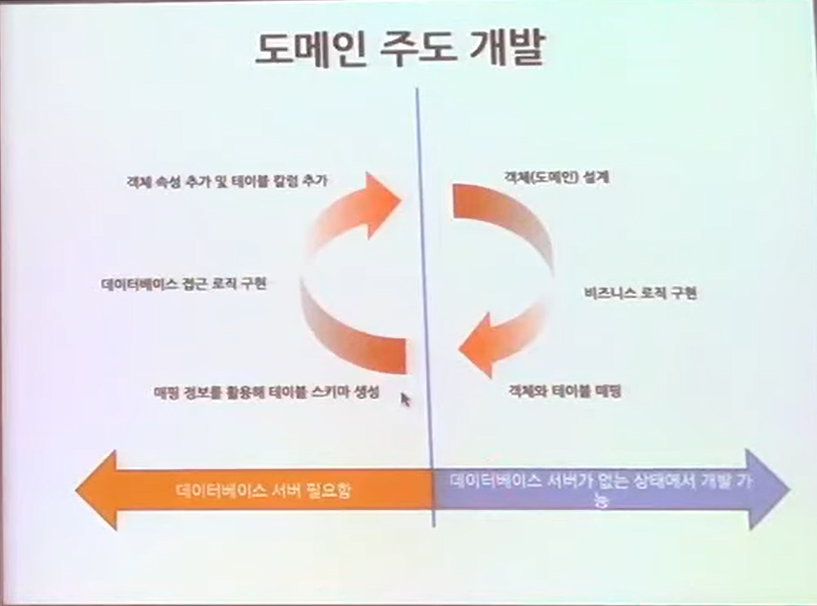 도메인 주도 개발
객체 속성 추가 및 테이블 칼럼 추가
객체(도메인) 설계
데이터베이스 접근 로직 구현
비즈니스 로직 구현
매핑 정보를 활용해 테이블 스키마 생성
객체와 테이블 매핑
데이터베이스 서버 필요함
데이터베이스 서버가 없는 상태에서 개발 가
능